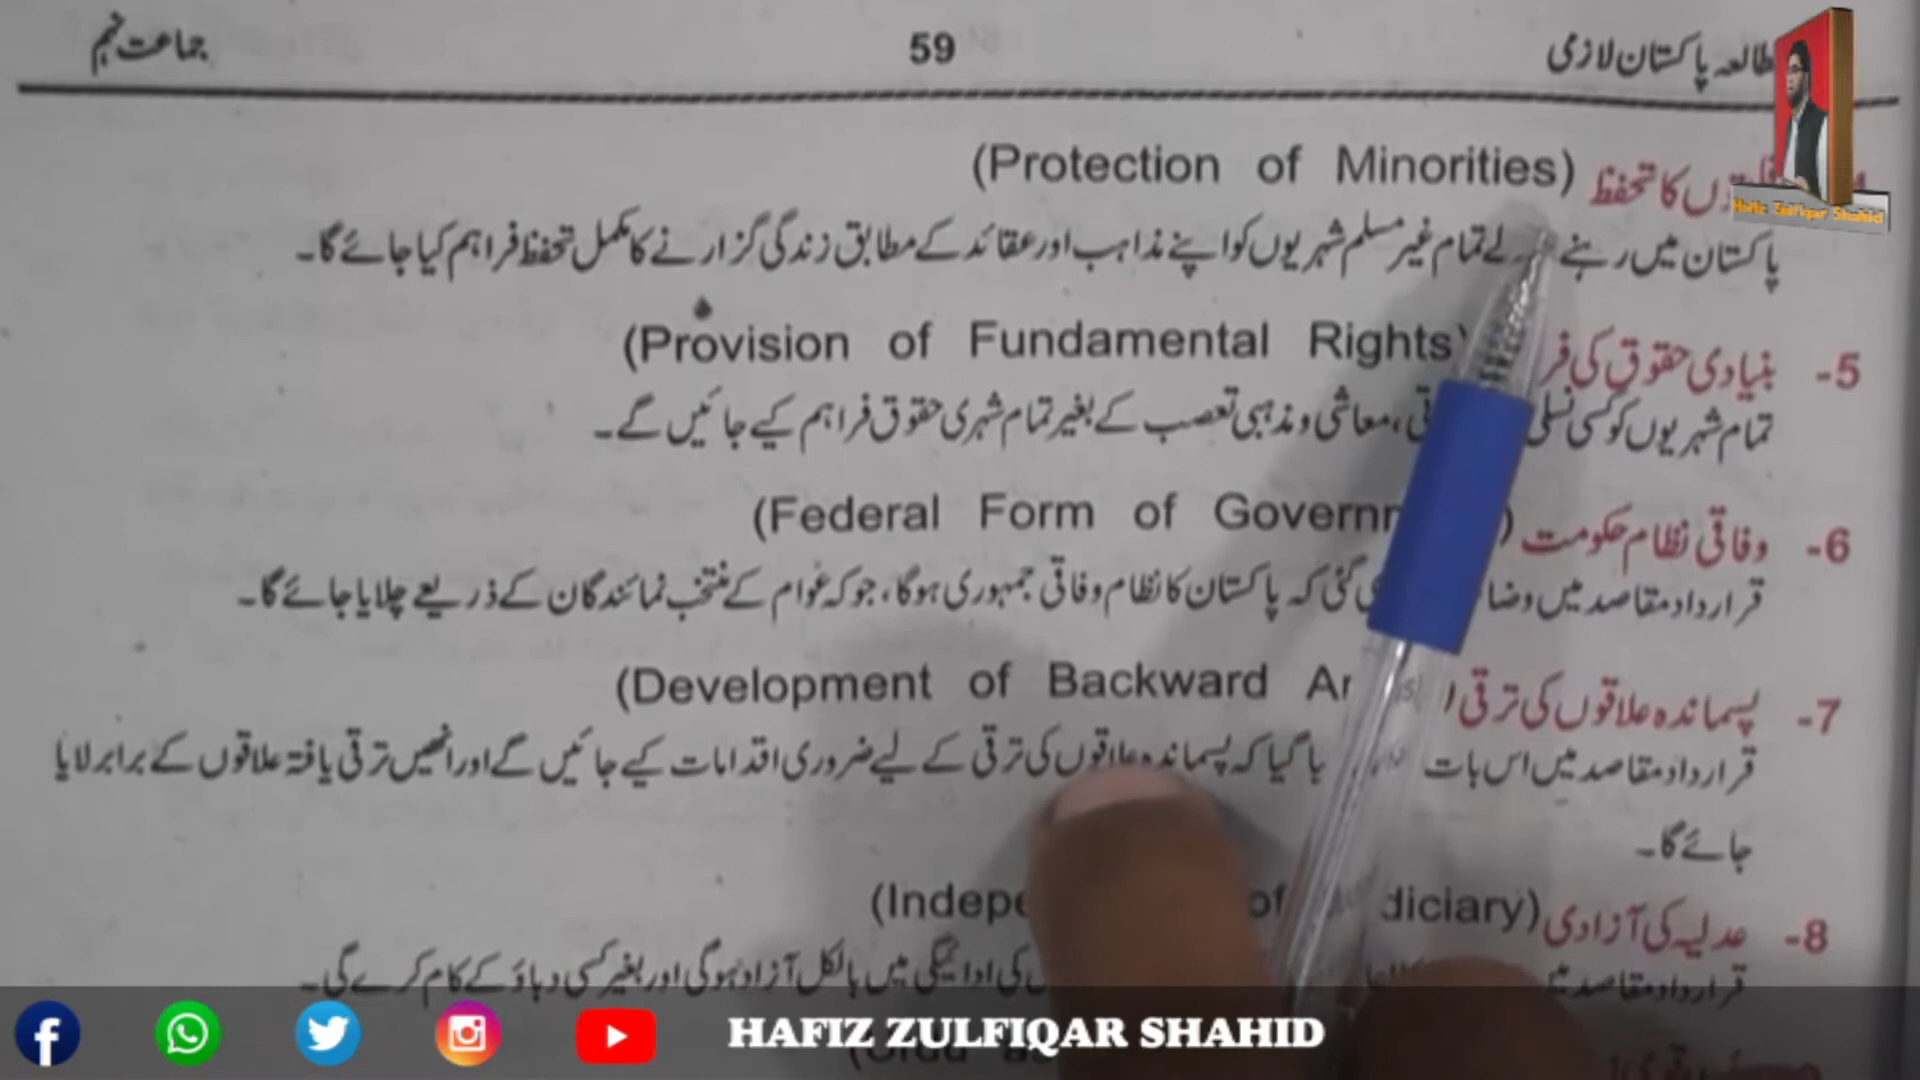 جماعت نہم 59 مطالعہ پاکستان لازمی
کا تحفظ (Protection of Minorities)
پاکستان میں رہنے تمام غیر مسلم شہریوں کو اپنے مذاہب اور عقائد کے مطابق زندگی گزارنے کا مکمل تحفظ فراہم کیا جائے گا۔
5- بنیادی حقوق کی (Provision of Fundamental Rights)
تمام شہریوں کو کسی نسلی معاشی و مذہبی تعصب کے بغیر تمام شہری حقوق فراہم کیے جائیں گے۔
6- وفاقی نظام حکومت (Federal Form of
قرارداد مقاصد میں گئی کہ پاکستان کا نظام وفاقی جمہوری ہوگا، جو کہ عوام کے منتخب نمائندگان کے ذریعے چلایا جائے گا۔
7- پسماندہ علاقوں کی ترقی (Development of Backward
قرارداد مقاصد میں اس بات گیا کہ پسماندہ علاقوں کی ترقی کے لیے ضروری اقدامات کیے جائیں گے اور انھیں ترقی یافتہ علاقوں کے برابر لایا
جائے گا۔
8- عدلیہ کی آزادی of
قرارداد مقاصد میں کی ادائیگی میں بالکل آزاد ہوگی اور بغیر کسی دباؤ کے کام کرے گی۔
Hafiz Zulfiqar Shahid
HAFIZ ZULFIQAR SHAHID